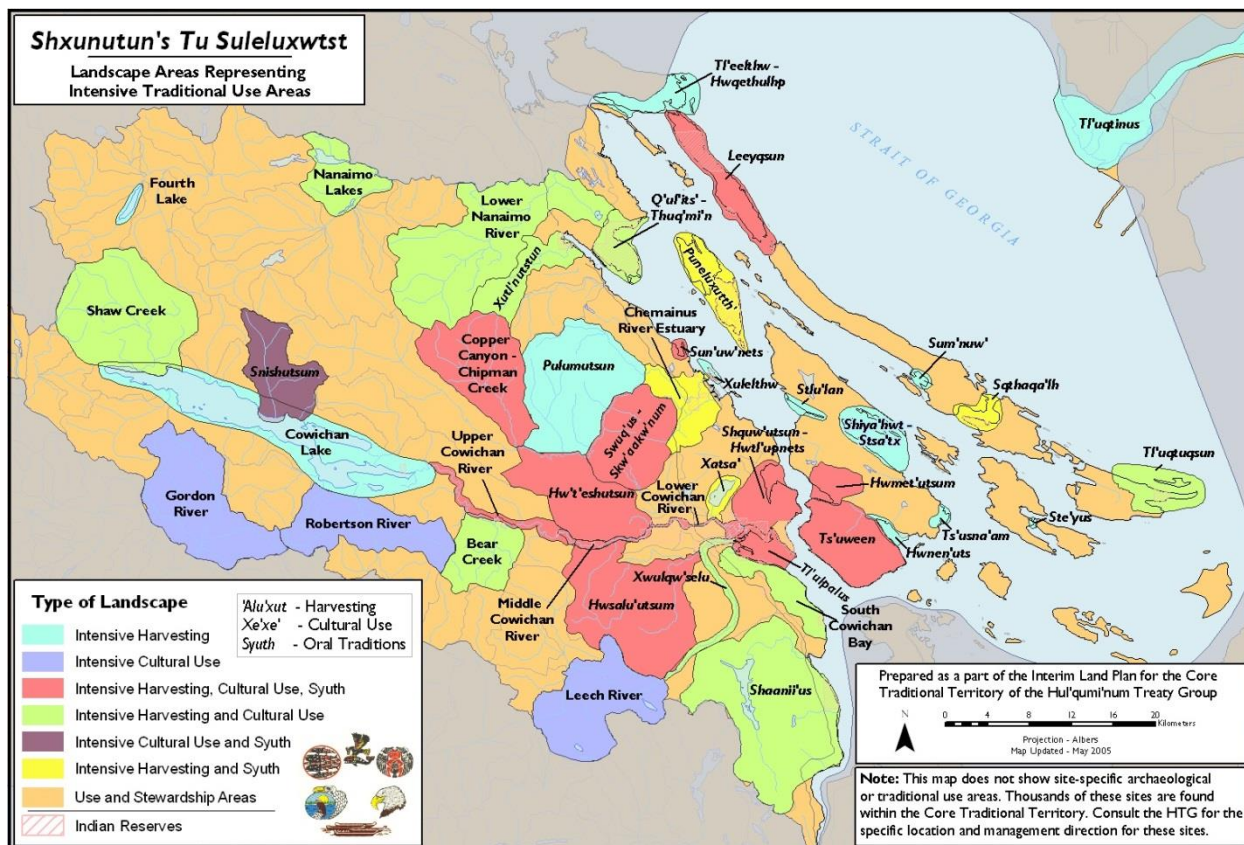 Shxunutun's Tu Suleluxwtst
Landscape Areas Representing
Intensive Traditional Use Areas
Tl'eelthw -
Hwqethulhp
Tl'uqtinus
STRAIT OF GEORGIA
Leeyqsun
Fourth Lake
Nanaimo
Lakes
Lower
Nanaimo
River
Q'ul'its' -
Thuq'mi'n
Xutl'nutstun
Puneluxutth'
Shaw Creek
Chemainus
River Estuary
Copper
Canyon -
Chipman
Creek
Pulumutsun
Sun'uw'nets
Sum'nuw'
Snishutsum
Xulelthw
Stlu'lan
Sqthaqa'lh
Swuq'us -
Skw'aakw'num
Shiya'hwt -
Stsa'tx
Cowichan
Lake
Upper
Cowichan
River
Shquw'utsun -
Hwtl'upnets
Xatsa'
Tl'uqtuqsun
Hw't'eshutsun
Lower
Cowichan
River
Hwmet'utsum
Gordon
River
Robertson River
Ste'yus
Bear
Creek
Ts'uween
Ts'usna'am
Hwnen'uts
Xwulqw'selu
Tl'ulpalus
Middle
Cowichan
River
Hwsalu'utsum
South
Cowichan
Bay
Leech River
Shaanii'us
Type of Landscape
'Alu'xut - Harvesting
Xe'xe' - Cultural Use
Syuth - Oral Traditions
Intensive Harvesting
Intensive Cultural Use
Intensive Harvesting, Cultural Use, Syuth
Intensive Harvesting and Cultural Use
Intensive Cultural Use and Syuth
Intensive Harvesting and Syuth
Use and Stewardship Areas
Indian Reserves
Prepared as a part of the Interim Land Plan for the Core
Traditional Territory of the Hul'qumi'num Treaty Group
N
0 2 4 8 12 16 20
Kilometers
Projection - Albers
Map Updated - May 2005
Note: This map does not show site-specific archaeological
or traditional use areas. Thousands of these sites are found
within the Core Traditional Territory. Consult the HTG for the
specific location and management direction for these sites.